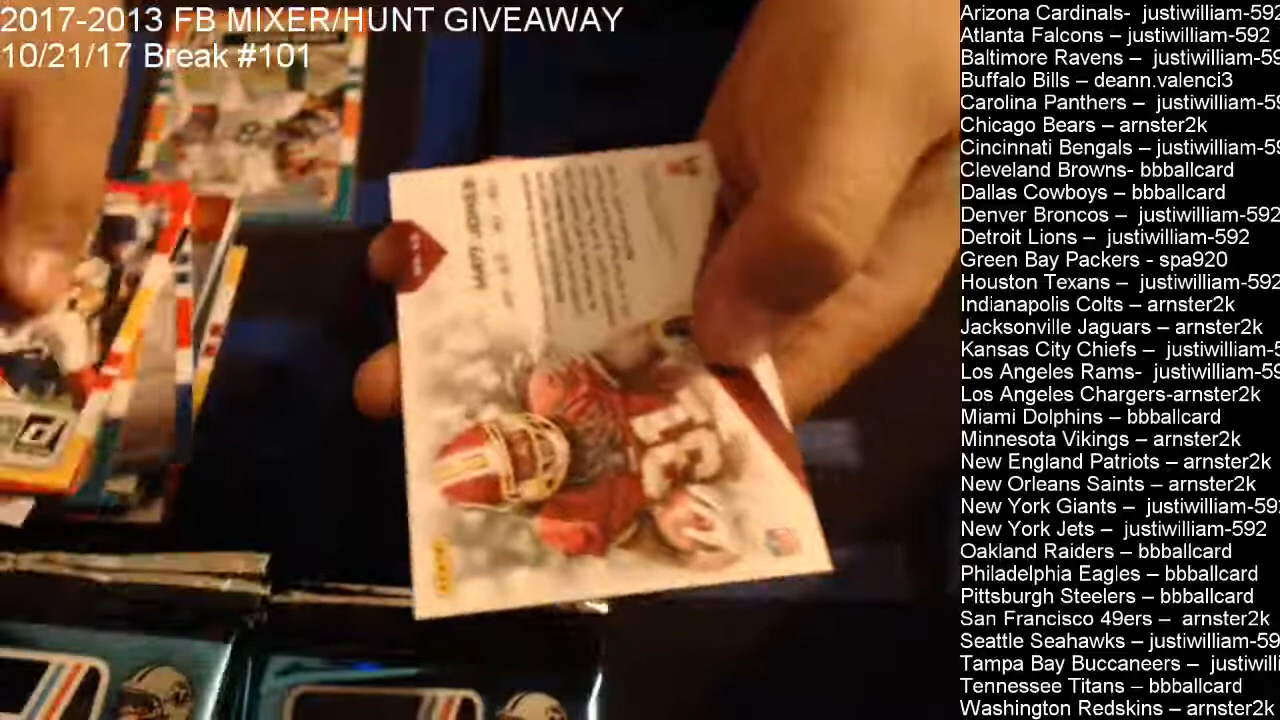 2017-2013 FB MIXER/HUNT GIVEAWAY
10/21/17 Break #101
Arizona Cardinals- justiwilliam-592
Atlanta Falcons – justiwilliam-592
Baltimore Ravens – justiwilliam-59
Buffalo Bills – deann.valenci3
Carolina Panthers – justiwilliam-59
Chicago Bears – arnster2k
Cincinnati Bengals – justiwilliam-59
Cleveland Browns- bbballcard
Dallas Cowboys – bbballcard
Denver Broncos – justiwilliam-592
Detroit Lions – justiwilliam-592
Green Bay Packers - spa920
Houston Texans – justiwilliam-592
Indianapolis Colts – arnster2k
Jacksonville Jaguars – arnster2k
Kansas City Chiefs – justiwilliam-5
Los Angeles Rams- justiwilliam-59
Los Angeles Chargers-arnster2k
Miami Dolphins – bbballcard
Minnesota Vikings – arnster2k
New England Patriots – arnster2k
New Orleans Saints – arnster2k
New York Giants – justiwilliam-592
New York Jets – justiwilliam-592
Oakland Raiders – bbballcard
Philadelphia Eagles – bbballcard
Pittsburgh Steelers – bbballcard
San Francisco 49ers – arnster2k
Seattle Seahawks – justiwilliam-59
Tampa Bay Buccaneers – justiwilli
Tennessee Titans – bbballcard
Washington Redskins – arnster2k